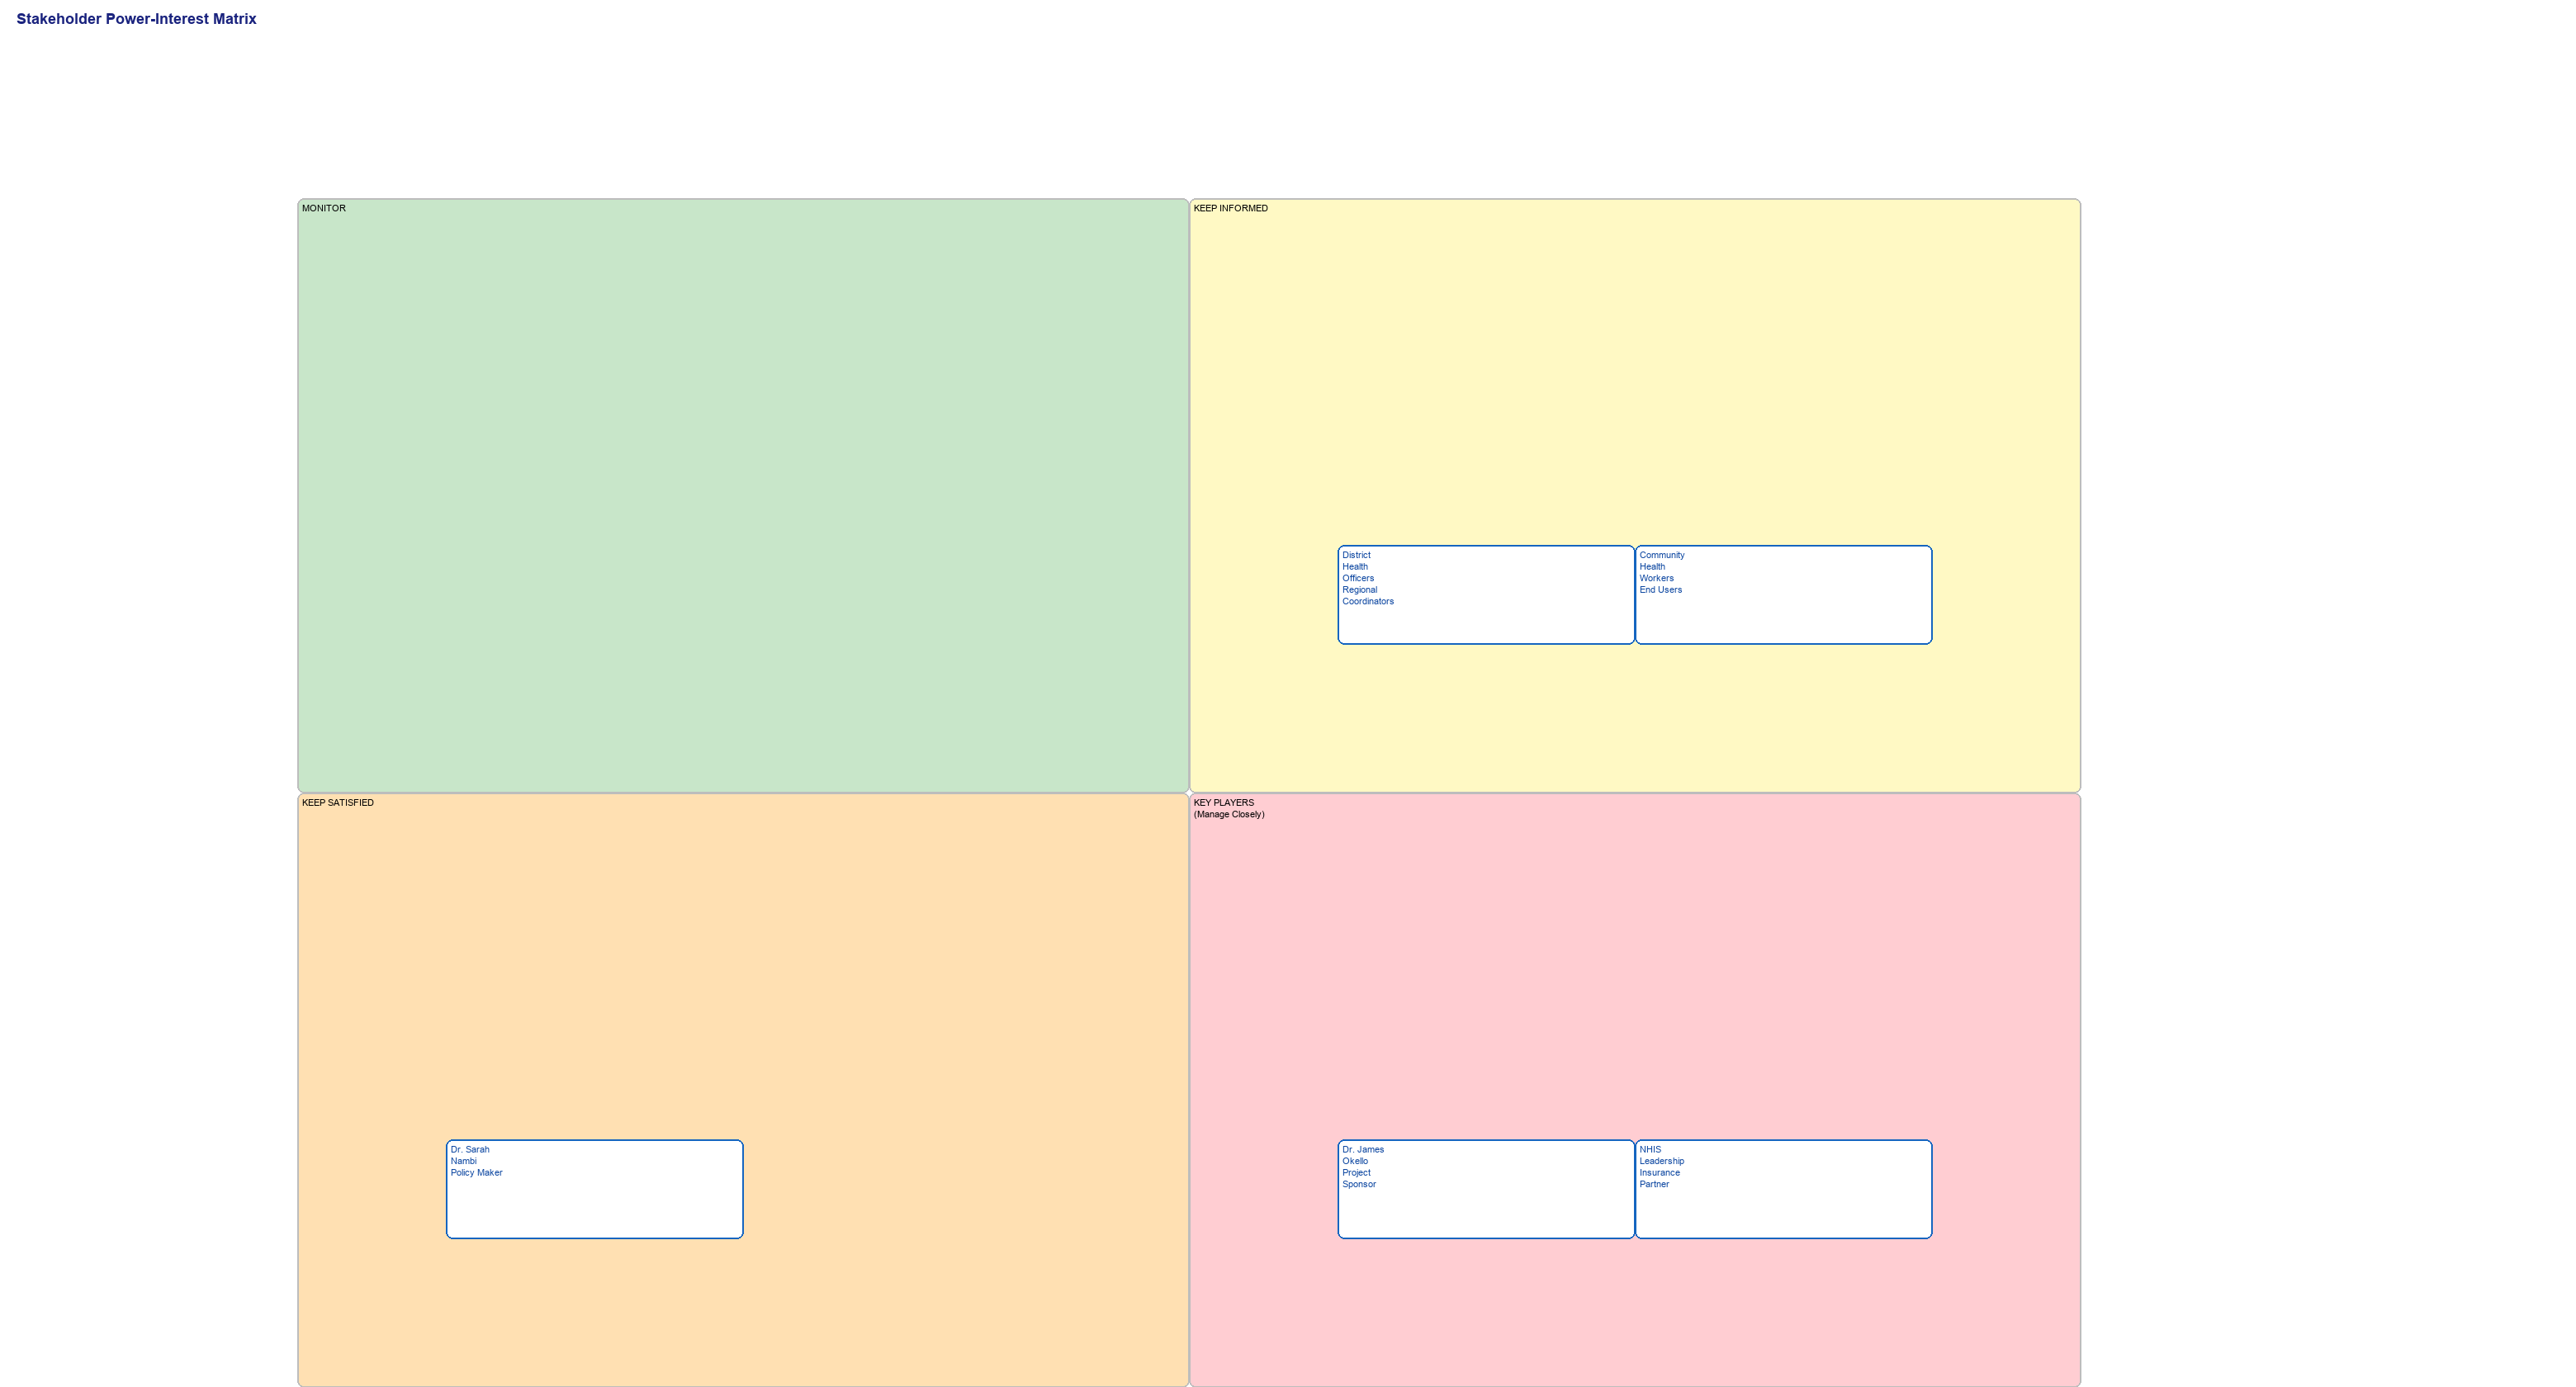 Stakeholder Power-Interest Matrix
MONITOR
KEEP INFORMED
District
Health
Officers
Regional
Coordinators
Community
Health
Workers
End Users
KEEP SATISFIED
Dr. Sarah
Nambi
Policy Maker
KEY PLAYERS
(Manage Closely)
Dr. James
Okello
Project
Sponsor
NHIS
Leadership
Insurance
Partner